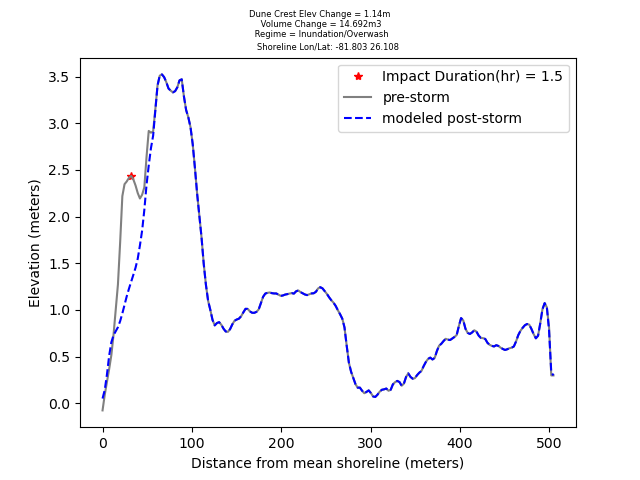 Dune Crest Elev Change = 1.14m
Volume Change = 14.692m3
Regime = Inundation/Overwash
Shoreline Lon/Lat: -81.803 26.108
Impact Duration(hr) = 1.5
pre-storm
modeled post-storm
3.5
3.0
2.5
2.0
1.5
1.0
0.5
0.0
Elevation (meters)
0 100 200 300 400 500
Distance from mean shoreline (meters)